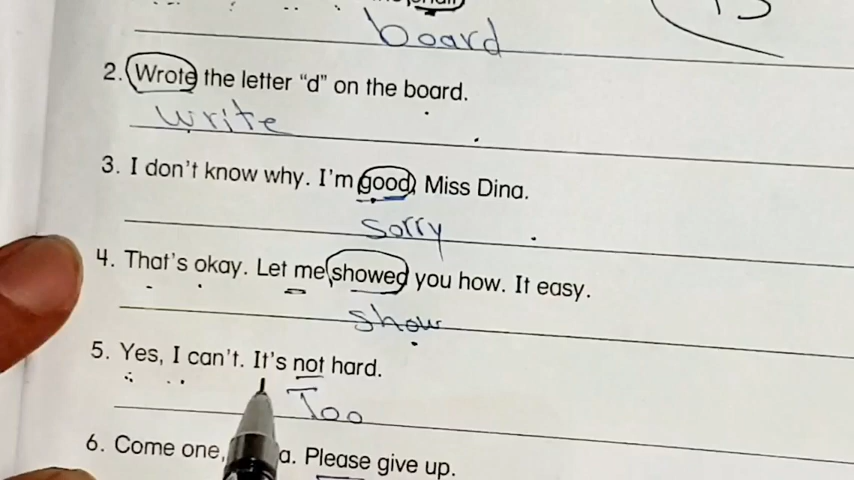 board
2. Wrote the letter "d" on the board.
write
3. I don't know why. I'm good, Miss Dina.
sorry
4. That's okay. Let me showed you how. It easy.
show
5. Yes, I can't. It's not hard.
Too
6. Come one, a. Please give up.